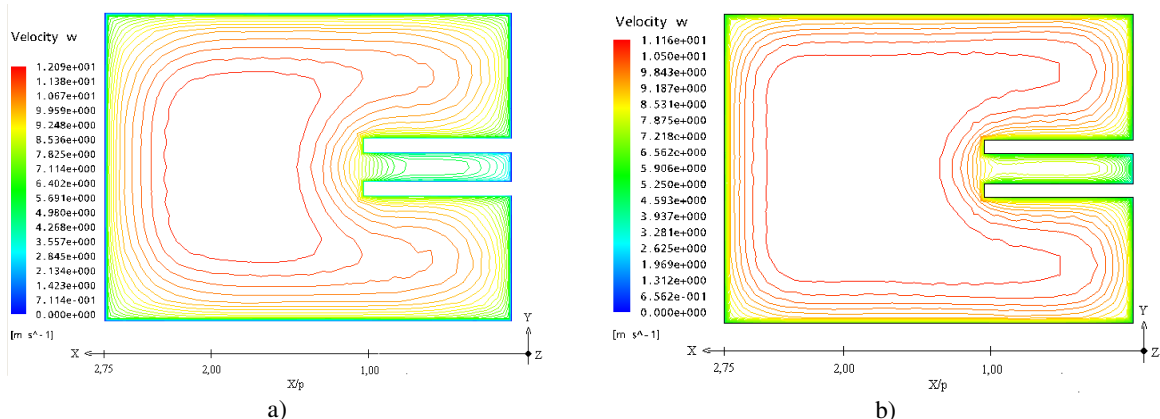 Velocity w
1.209e+001
1.138e+001
1.067e+001
9.959e+000
9.248e+000
8.536e+000
7.825e+000
7.114e+000
6.402e+000
5.691e+000
4.980e+000
4.268e+000
3.557e+000
2.845e+000
2.134e+000
1.423e+000
7.114e-001
0.000e+000
[m s^-1]
X
Y
Z
2,75
2,00
1,00
X/p
a)
Velocity w
1.116e+001
1.050e+001
9.843e+000
9.187e+000
8.531e+000
7.875e+000
7.218e+000
6.562e+000
5.906e+000
5.250e+000
4.593e+000
3.937e+000
3.281e+000
2.625e+000
1.969e+000
1.312e+000
6.562e-001
0.000e+000
[m s^-1]
X
Y
Z
2,75
2,00
1,00
X/p
b)